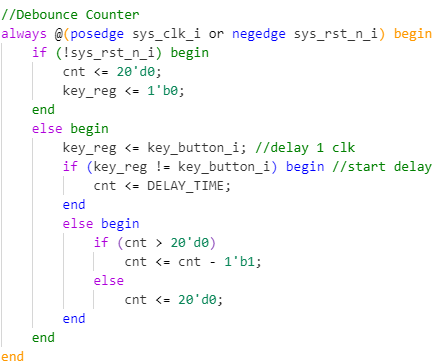 //Debounce Counter
always @(posedge sys_clk_i or negedge sys_rst_n_i) begin
    if (!sys_rst_n_i) begin
        cnt <= 20'd0;
        key_reg <= 1'b0;
    end
    else begin
        key_reg <= key_button_i; //delay 1 clk
        if (key_reg != key_button_i) begin //start delay
            cnt <= DELAY_TIME;
        end
        else begin
            if (cnt > 20'd0)
                cnt <= cnt - 1'b1;
            else
                cnt <= 20'd0;
        end
    end
end